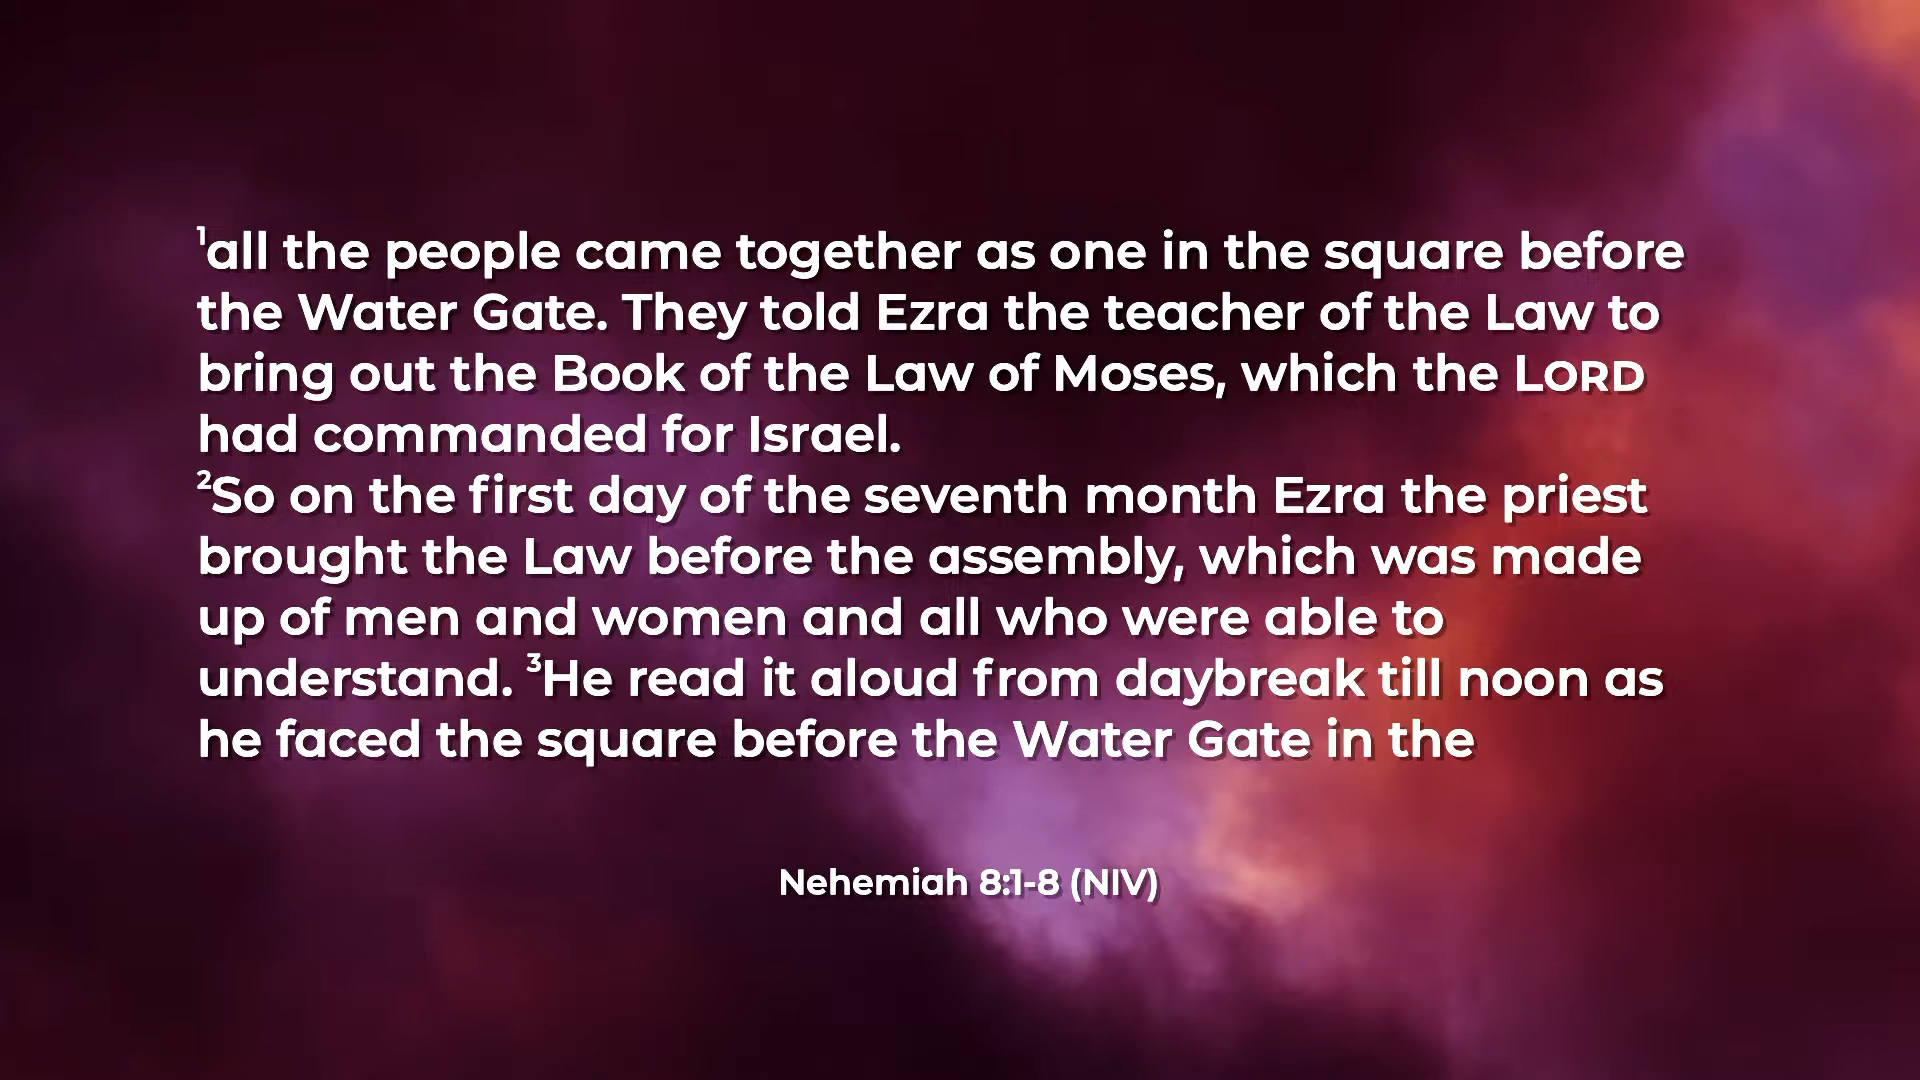 ¹all the people came together as one in the square before
the Water Gate. They told Ezra the teacher of the Law to
bring out the Book of the Law of Moses, which the LORD
had commanded for Israel.
²So on the first day of the seventh month Ezra the priest
brought the Law before the assembly, which was made
up of men and women and all who were able to
understand. ³He read it aloud from daybreak till noon as
he faced the square before the Water Gate in the
Nehemiah 8:1-8 (NIV)